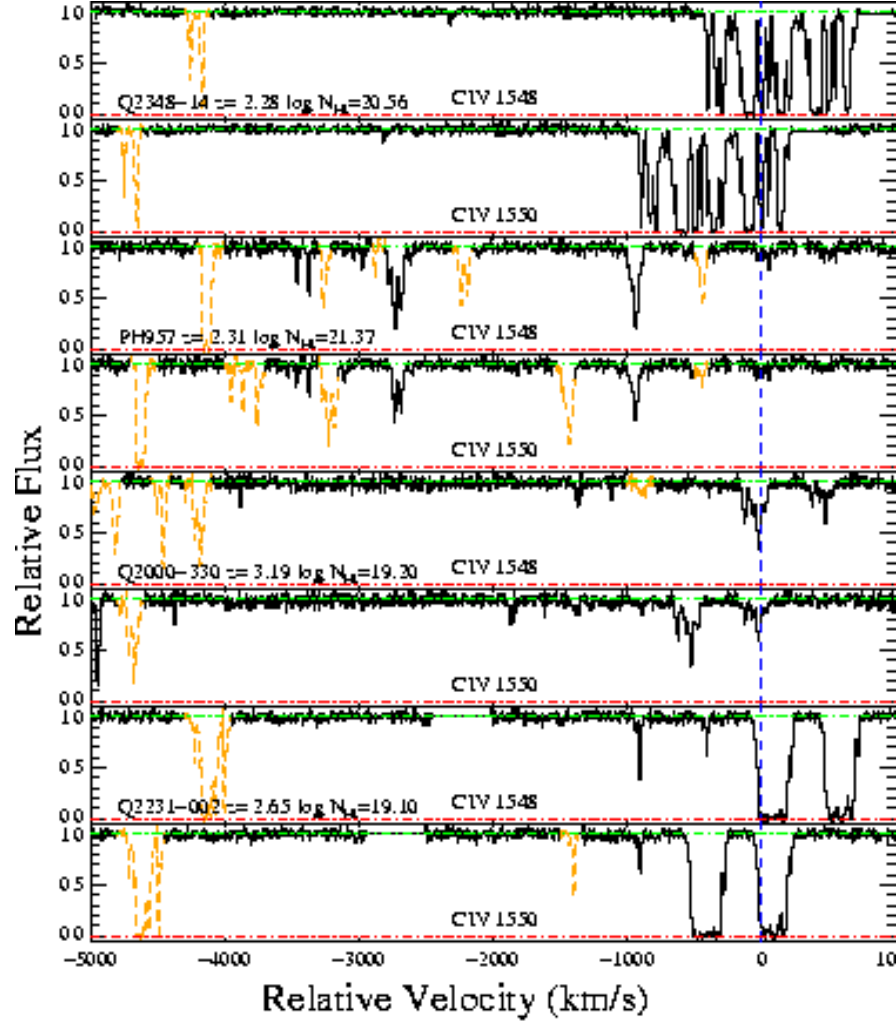 Relative Flux
1.0
0.5
0.0
Q2348-14 z= 2.28 log N_HI=20.56
CIV 1548
1.0
0.5
0.0
CIV 1550
1.0
0.5
0.0
PH957 z= 2.31 log N_HI=21.37
CIV 1548
1.0
0.5
0.0
CIV 1550
1.0
0.5
0.0
Q2000-330 z= 3.19 log N_HI=19.20
CIV 1548
1.0
0.5
0.0
CIV 1550
1.0
0.5
0.0
Q2231-002 z= 2.65 log N_HI=19.10
CIV 1548
1.0
0.5
0.0
CIV 1550
-5000 -4000 -3000 -2000 -1000 0
Relative Velocity (km/s)